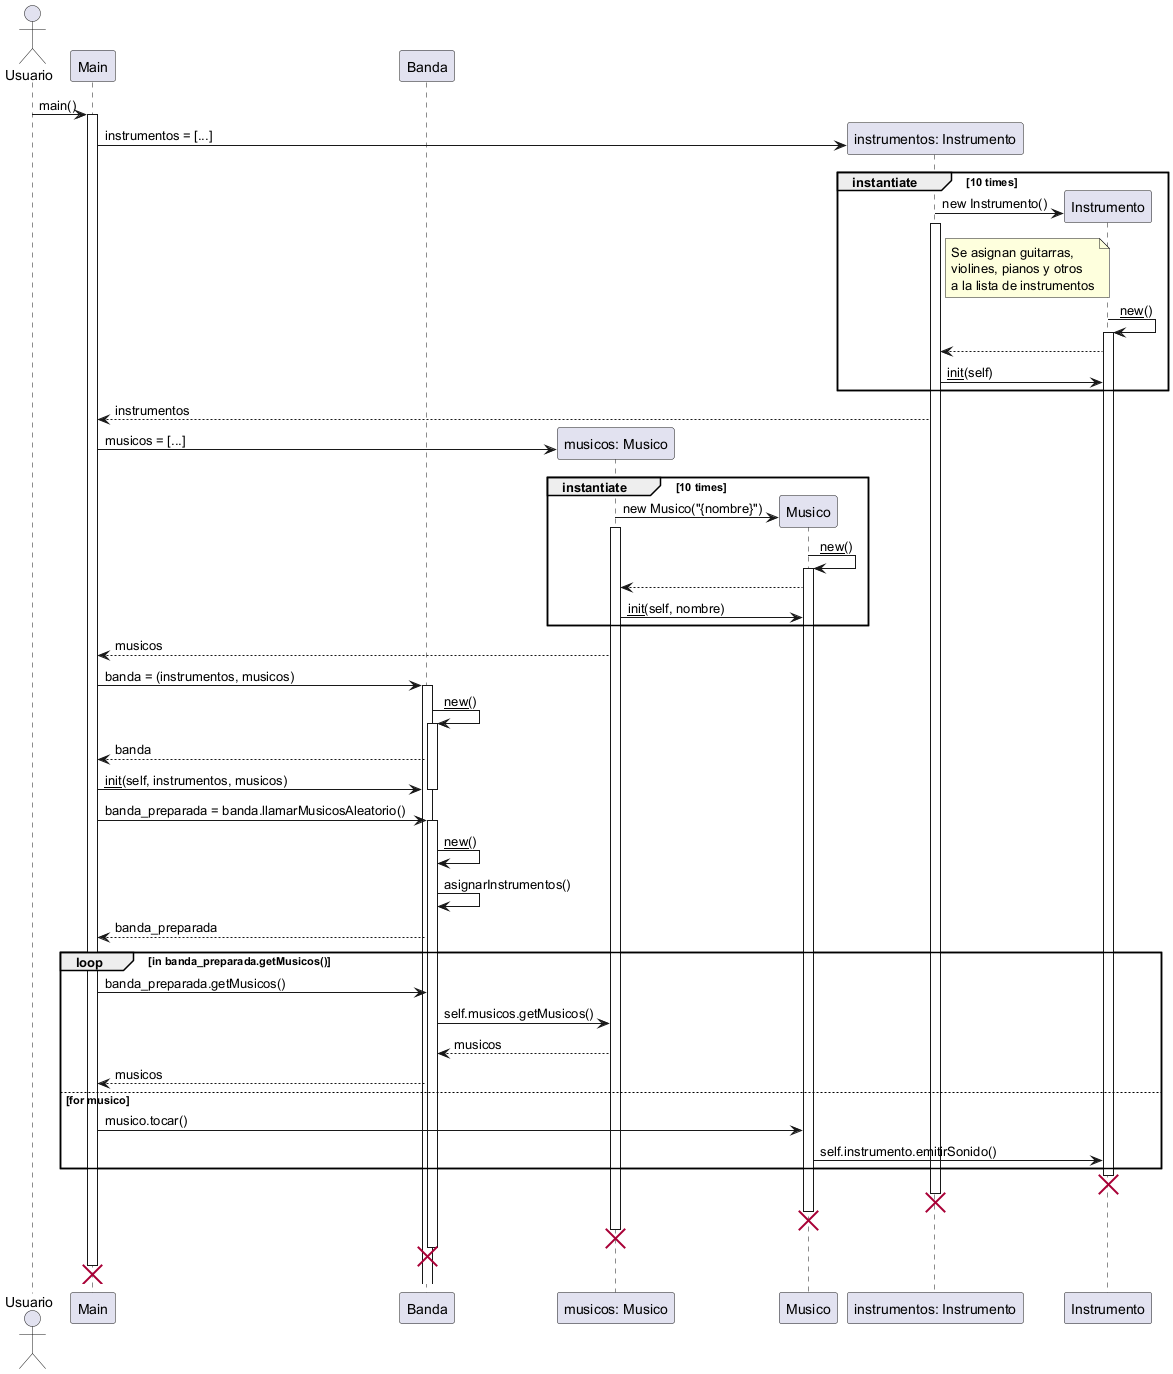 Usuario
Main
Banda
main()
instrumentos = [...]
instrumentos: Instrumento
instantiate [10 times]
new Instrumento()
Instrumento
Se asignan guitarras,
violines, pianos y otros
a la lista de instrumentos
new()
init(self)
instrumentos
musicos = [...]
musicos: Musico
instantiate [10 times]
new Musico("{nombre}")
Musico
new()
init(self, nombre)
musicos
banda = (instrumentos, musicos)
new()
banda
init(self, instrumentos, musicos)
banda_preparada = banda.llamarMusicosAleatorio()
new()
asignarInstrumentos()
banda_preparada
loop [in banda_preparada.getMusicos()]
banda_preparada.getMusicos()
self.musicos.getMusicos()
musicos
musicos
[for musico]
musico.tocar()
self.instrumento.emitirSonido()
Usuario
Main
Banda
musicos: Musico
Musico
instrumentos: Instrumento
Instrumento